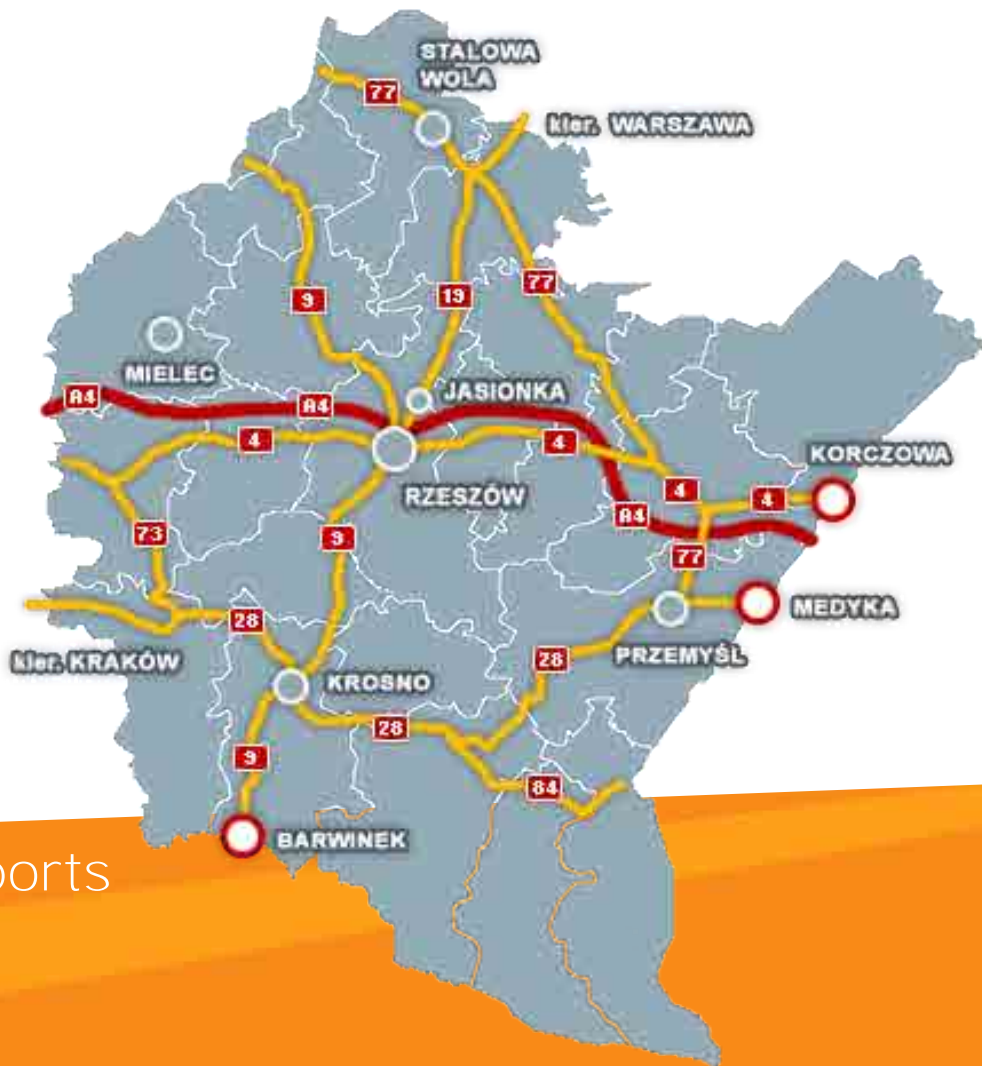 STALOWA
WOLA
77
kier. WARSZAWA
9
19
77
MIELEC
JASIONKA
A4
A4
4
4
KORCZOWA
RZESZÓW
4
4
A4
73
9
77
MEDYKA
28
PRZEMYŚL
kier. KRAKÓW
28
KROSNO
28
9
84
BARWINEK